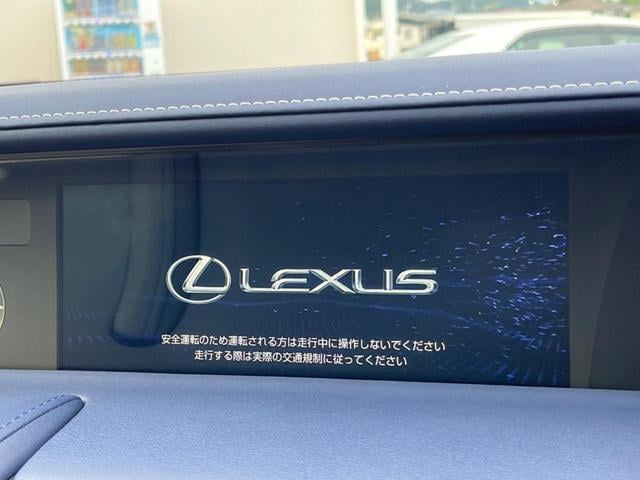 LEXUS
安全運転のため運転される方は走行中に操作しないでください
走行する際は実際の交通規制に従ってください